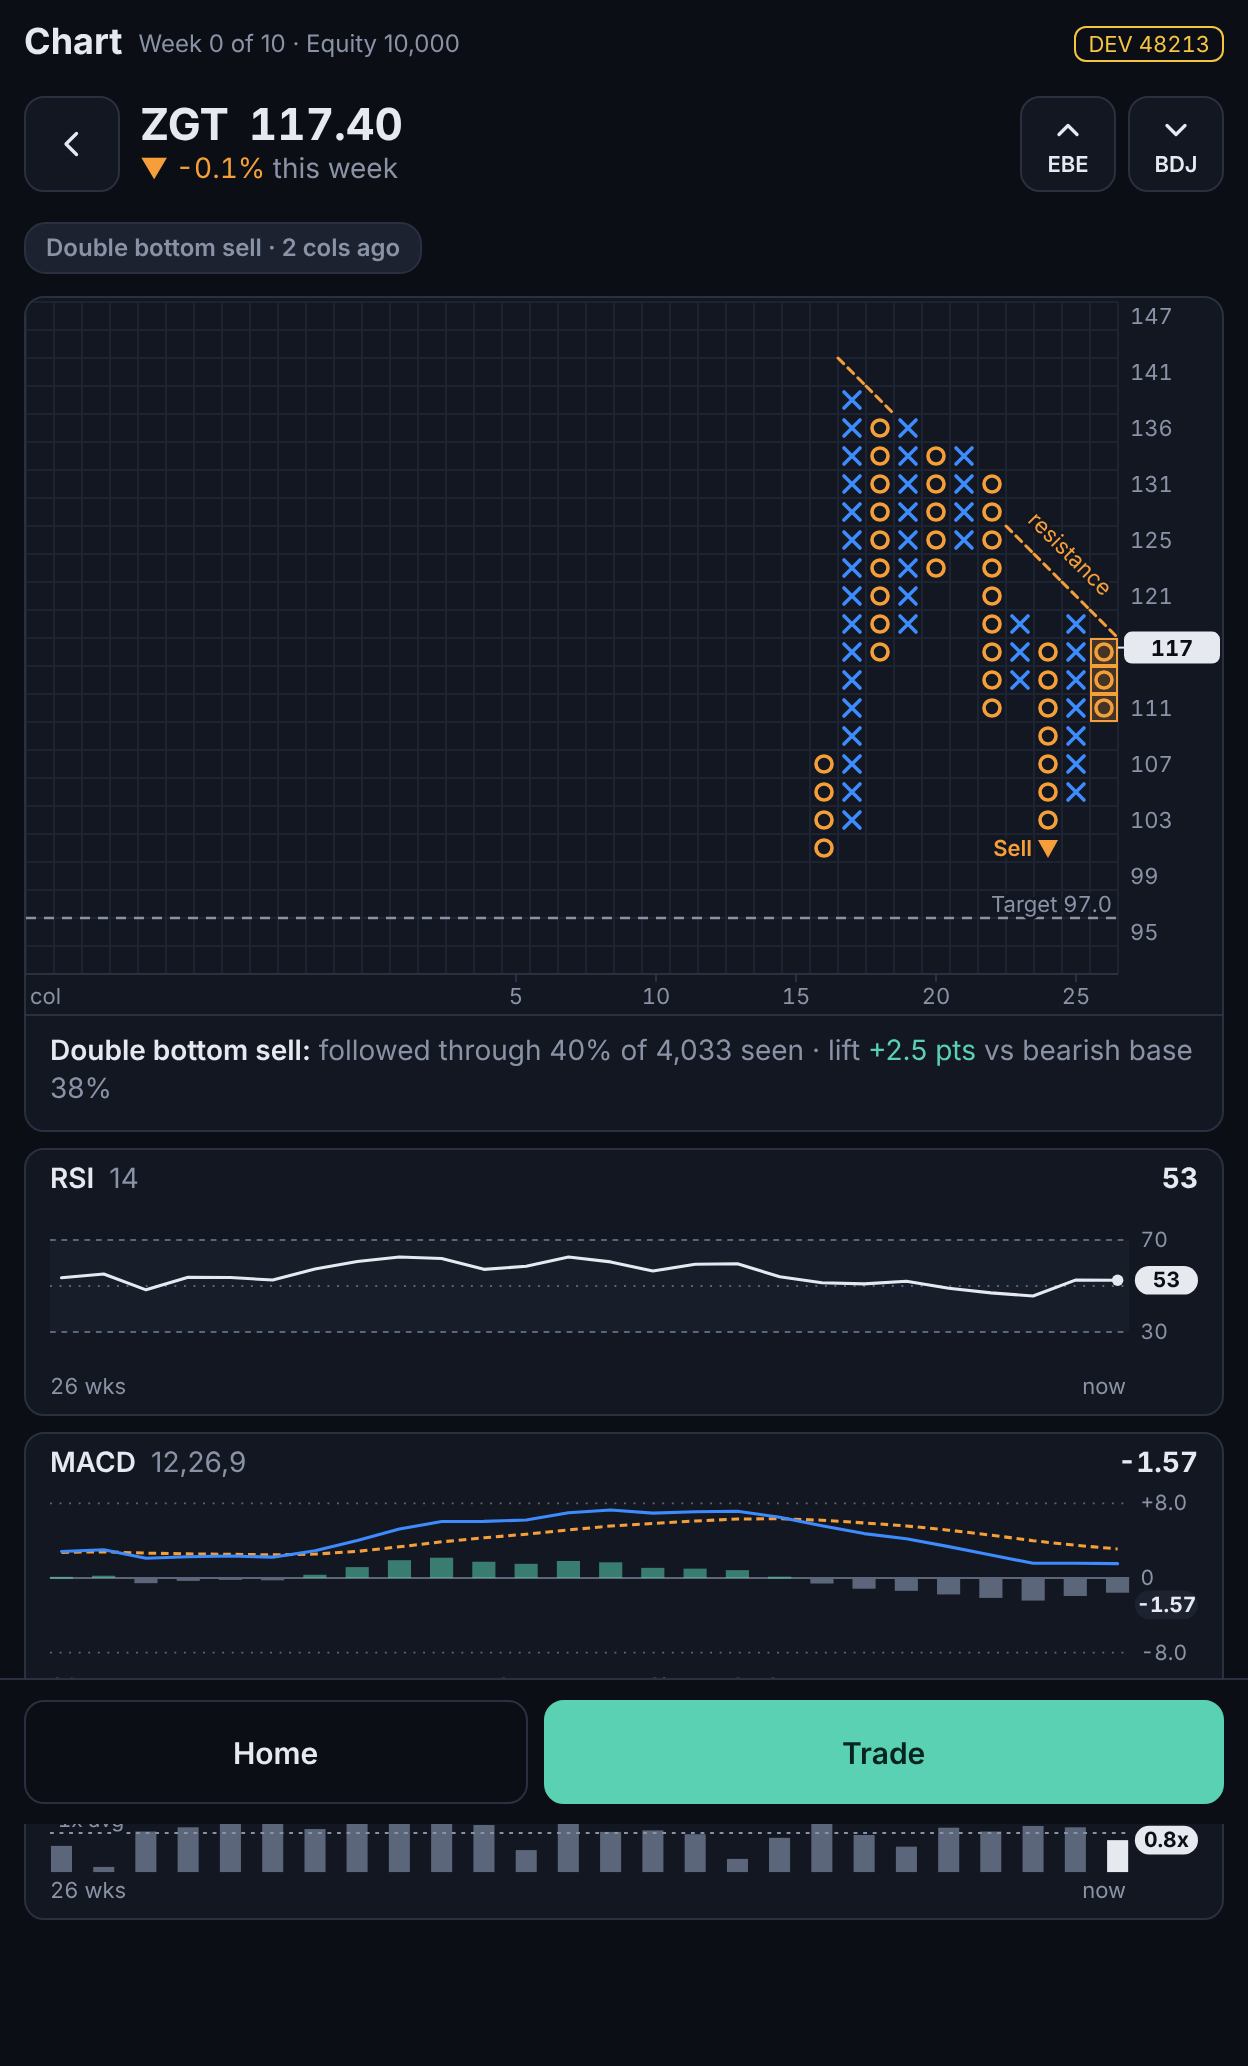 Chart Week 0 of 10 · Equity 10,000 DEV 48213
ZGT 117.40
▼ -0.1% this week
EBE
BDJ
Double bottom sell · 2 cols ago
147
141
136
131
125
resistance
121
117
111
107
103
Sell ▼
99
Target 97.0
95
col 5 10 15 20 25
Double bottom sell: followed through 40% of 4,033 seen · lift +2.5 pts vs bearish base
38%
RSI 14 53
70
53
30
26 wks now
MACD 12,26,9 -1.57
+8.0
0
-1.57
-8.0
Home Trade
0.8x
26 wks now